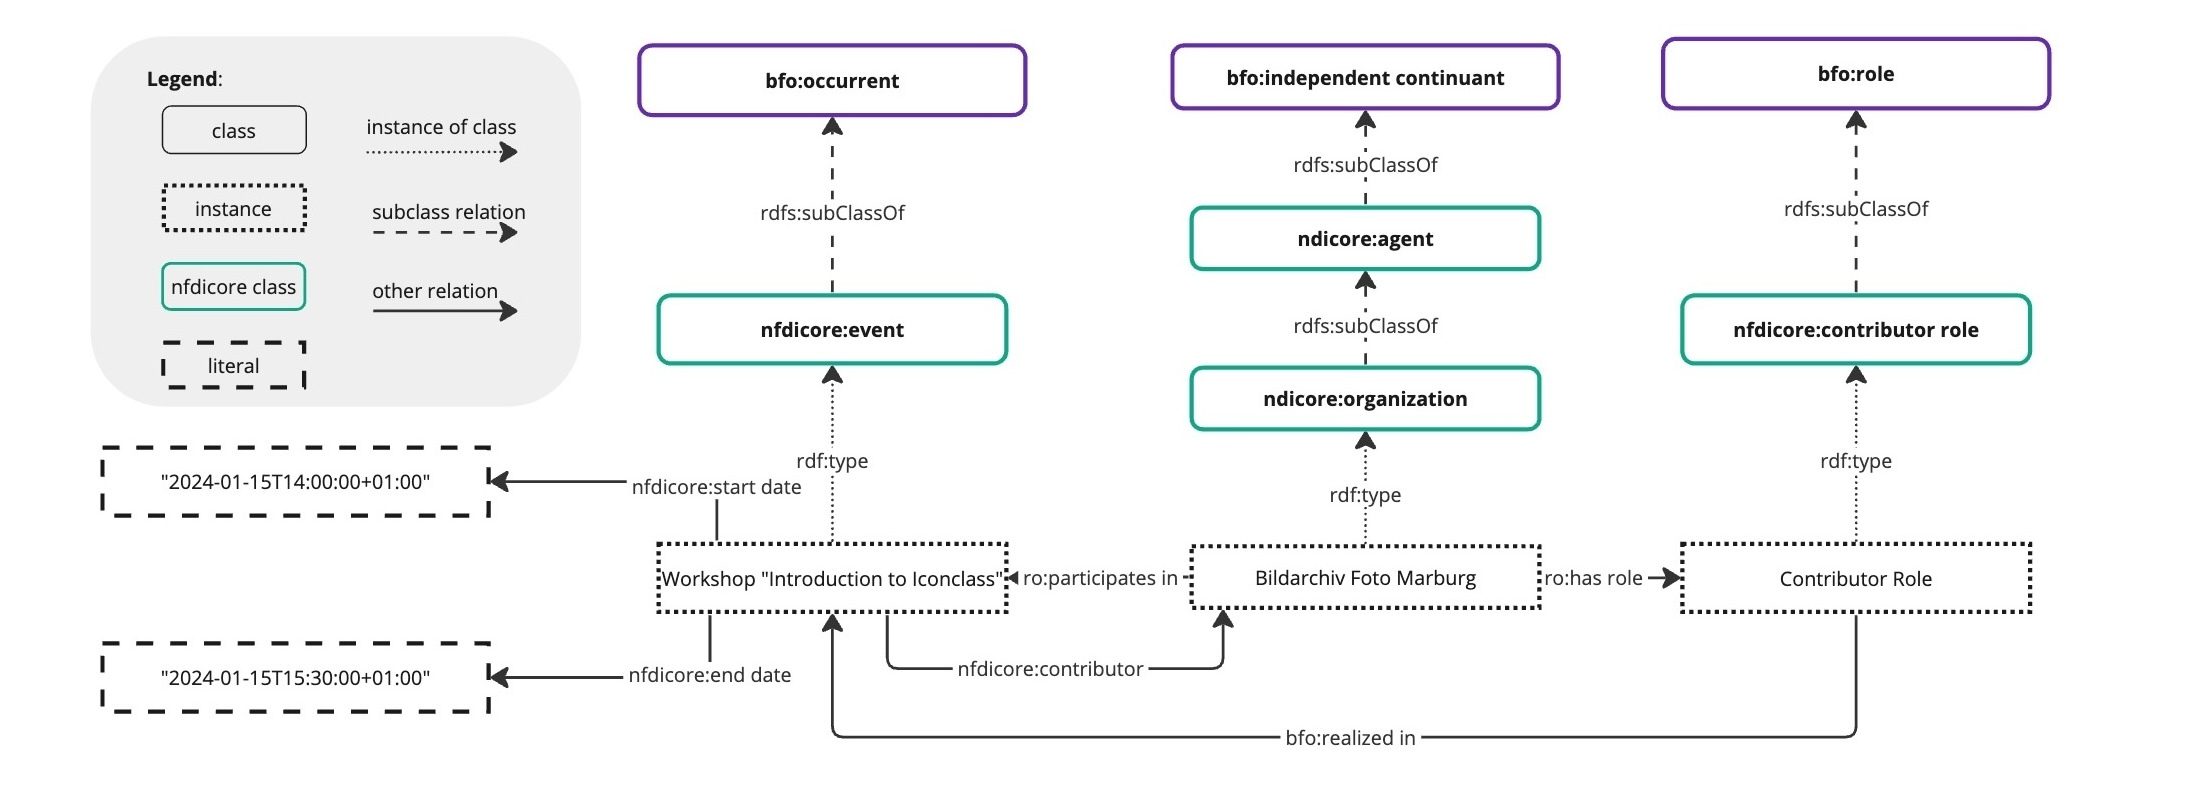 Legend:
class
instance of class
instance
subclass relation
nfdicore class
other relation
literal
bfo:occurrent
bfo:independent continuant
bfo:role
rdfs:subClassOf
rdfs:subClassOf
rdfs:subClassOf
ndicore:agent
nfdicore:event
rdfs:subClassOf
nfdicore:contributor role
ndicore:organization
rdf:type
rdf:type
rdf:type
"2024-01-15T14:00:00+01:00"
nfdicore:start date
Workshop "Introduction to Iconclass"
ro:participates in
Bildarchiv Foto Marburg
ro:has role
Contributor Role
"2024-01-15T15:30:00+01:00"
nfdicore:end date
nfdicore:contributor
bfo:realized in